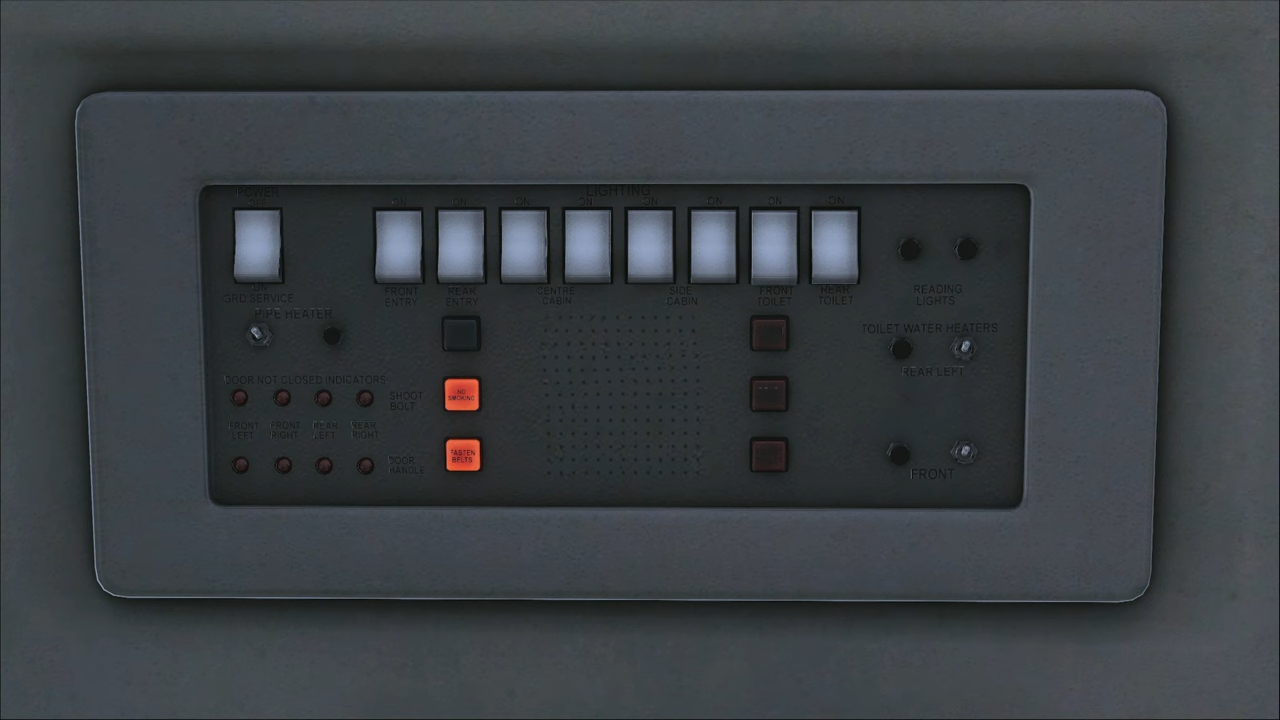 POWER
LIGHTING
ON
ON
ON
ON
ON
ON
ON
ON
ON
GRD SERVICE
FRONT
ENTRY
REAR
ENTRY
CENTRE
CABIN
SIDE
CABIN
FRONT
TOILET
REAR
TOILET
READING
LIGHTS
PIPE HEATER
TOILET WATER HEATERS
REAR LEFT
DOOR NOT CLOSED INDICATORS
SHOOT
BOLT
NO
SMOKING
FRONT
LEFT
FRONT
RIGHT
REAR
LEFT
REAR
RIGHT
FASTEN
BELTS
DOOR
HANDLE
FRONT